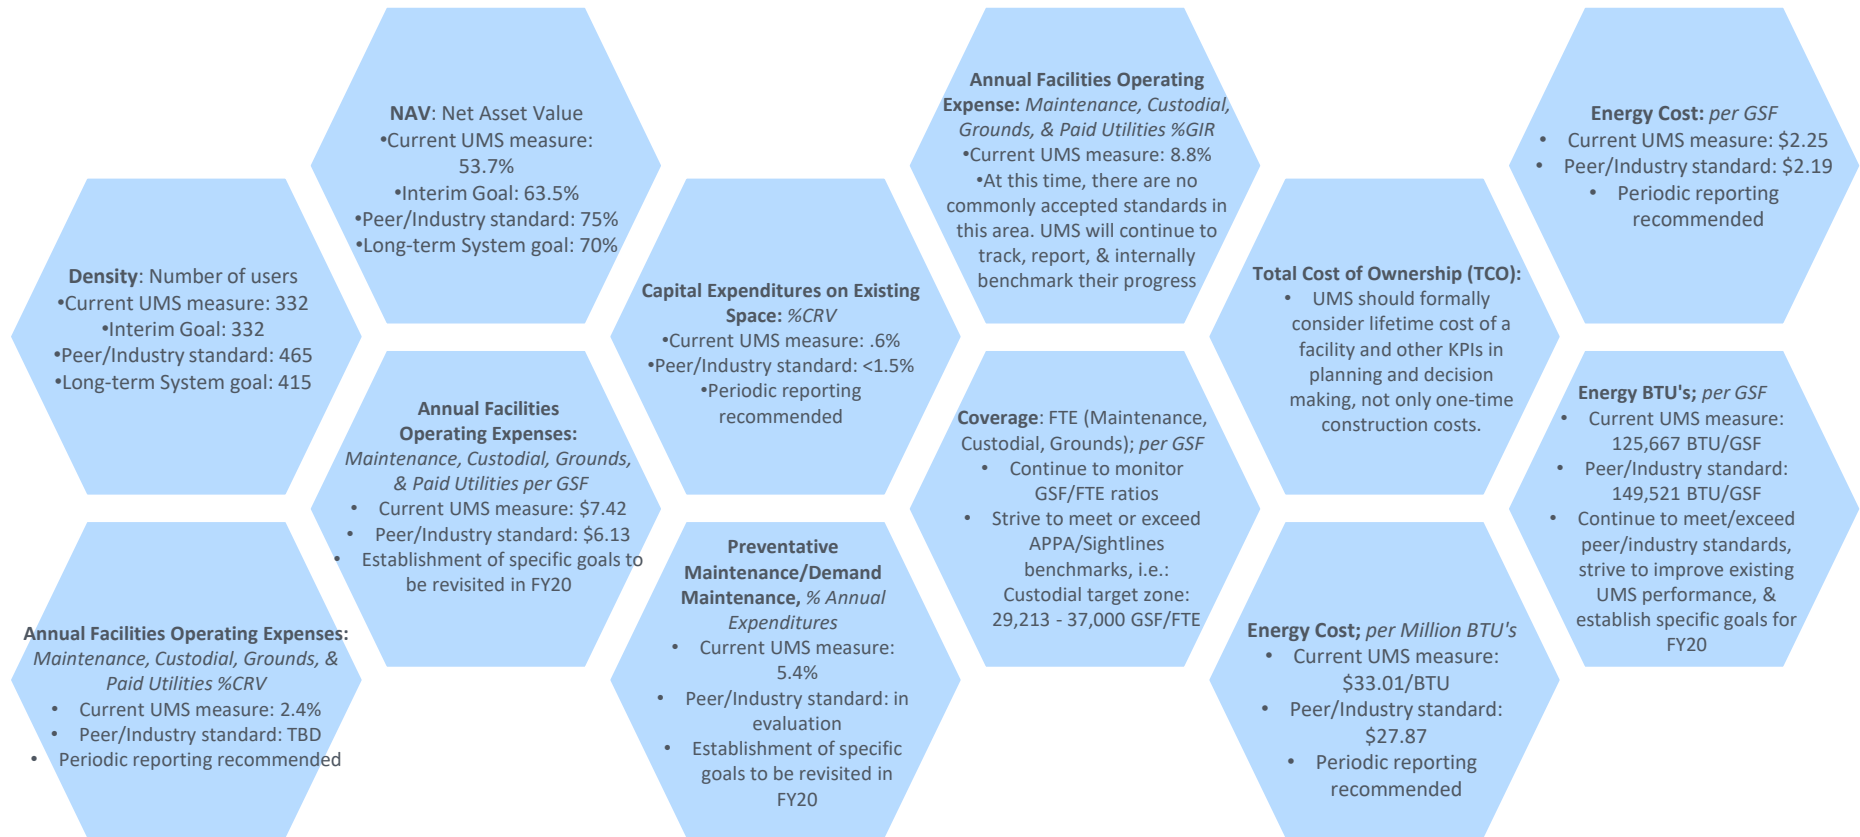 Density: Number of users
•Current UMS measure: 332
•Interim Goal: 332
•Peer/Industry standard: 465
•Long-term System goal: 415
Annual Facilities Operating Expenses:
Maintenance, Custodial, Grounds, &
Paid Utilities %CRV
• Current UMS measure: 2.4%
• Peer/Industry standard: TBD
• Periodic reporting recommended
NAV: Net Asset Value
•Current UMS measure:
53.7%
•Interim Goal: 63.5%
•Peer/Industry standard: 75%
•Long-term System goal: 70%
Annual Facilities
Operating Expenses:
Maintenance, Custodial, Grounds,
& Paid Utilities per GSF
• Current UMS measure: $7.42
• Peer/Industry standard: $6.13
• Establishment of specific goals to
be revisited in FY20
Capital Expenditures on Existing
Space: %CRV
•Current UMS measure: .6%
•Peer/Industry standard: <1.5%
•Periodic reporting
recommended
Preventative
Maintenance/Demand
Maintenance, % Annual
Expenditures
• Current UMS measure:
5.4%
• Peer/Industry standard: in
evaluation
• Establishment of specific
goals to be revisited in
FY20
Annual Facilities Operating
Expense: Maintenance, Custodial,
Grounds, & Paid Utilities %GIR
•Current UMS measure: 8.8%
•At this time, there are no
commonly accepted standards in
this area. UMS will continue to
track, report, & internally
benchmark their progress
Coverage: FTE (Maintenance,
Custodial, Grounds); per GSF
• Continue to monitor
GSF/FTE ratios
• Strive to meet or exceed
APPA/Sightlines
benchmarks, i.e.:
Custodial target zone:
29,213 - 37,000 GSF/FTE
Total Cost of Ownership (TCO):
• UMS should formally
consider lifetime cost of a
facility and other KPIs in
planning and decision
making, not only one-time
construction costs.
Energy Cost; per Million BTU's
• Current UMS measure:
$33.01/BTU
• Peer/Industry standard:
$27.87
• Periodic reporting
recommended
Energy Cost: per GSF
• Current UMS measure: $2.25
• Peer/Industry standard: $2.19
• Periodic reporting
recommended
Energy BTU's; per GSF
• Current UMS measure:
125,667 BTU/GSF
• Peer/Industry standard:
149,521 BTU/GSF
• Continue to meet/exceed
peer/industry standards,
strive to improve existing
UMS performance, &
establish specific goals for
FY20